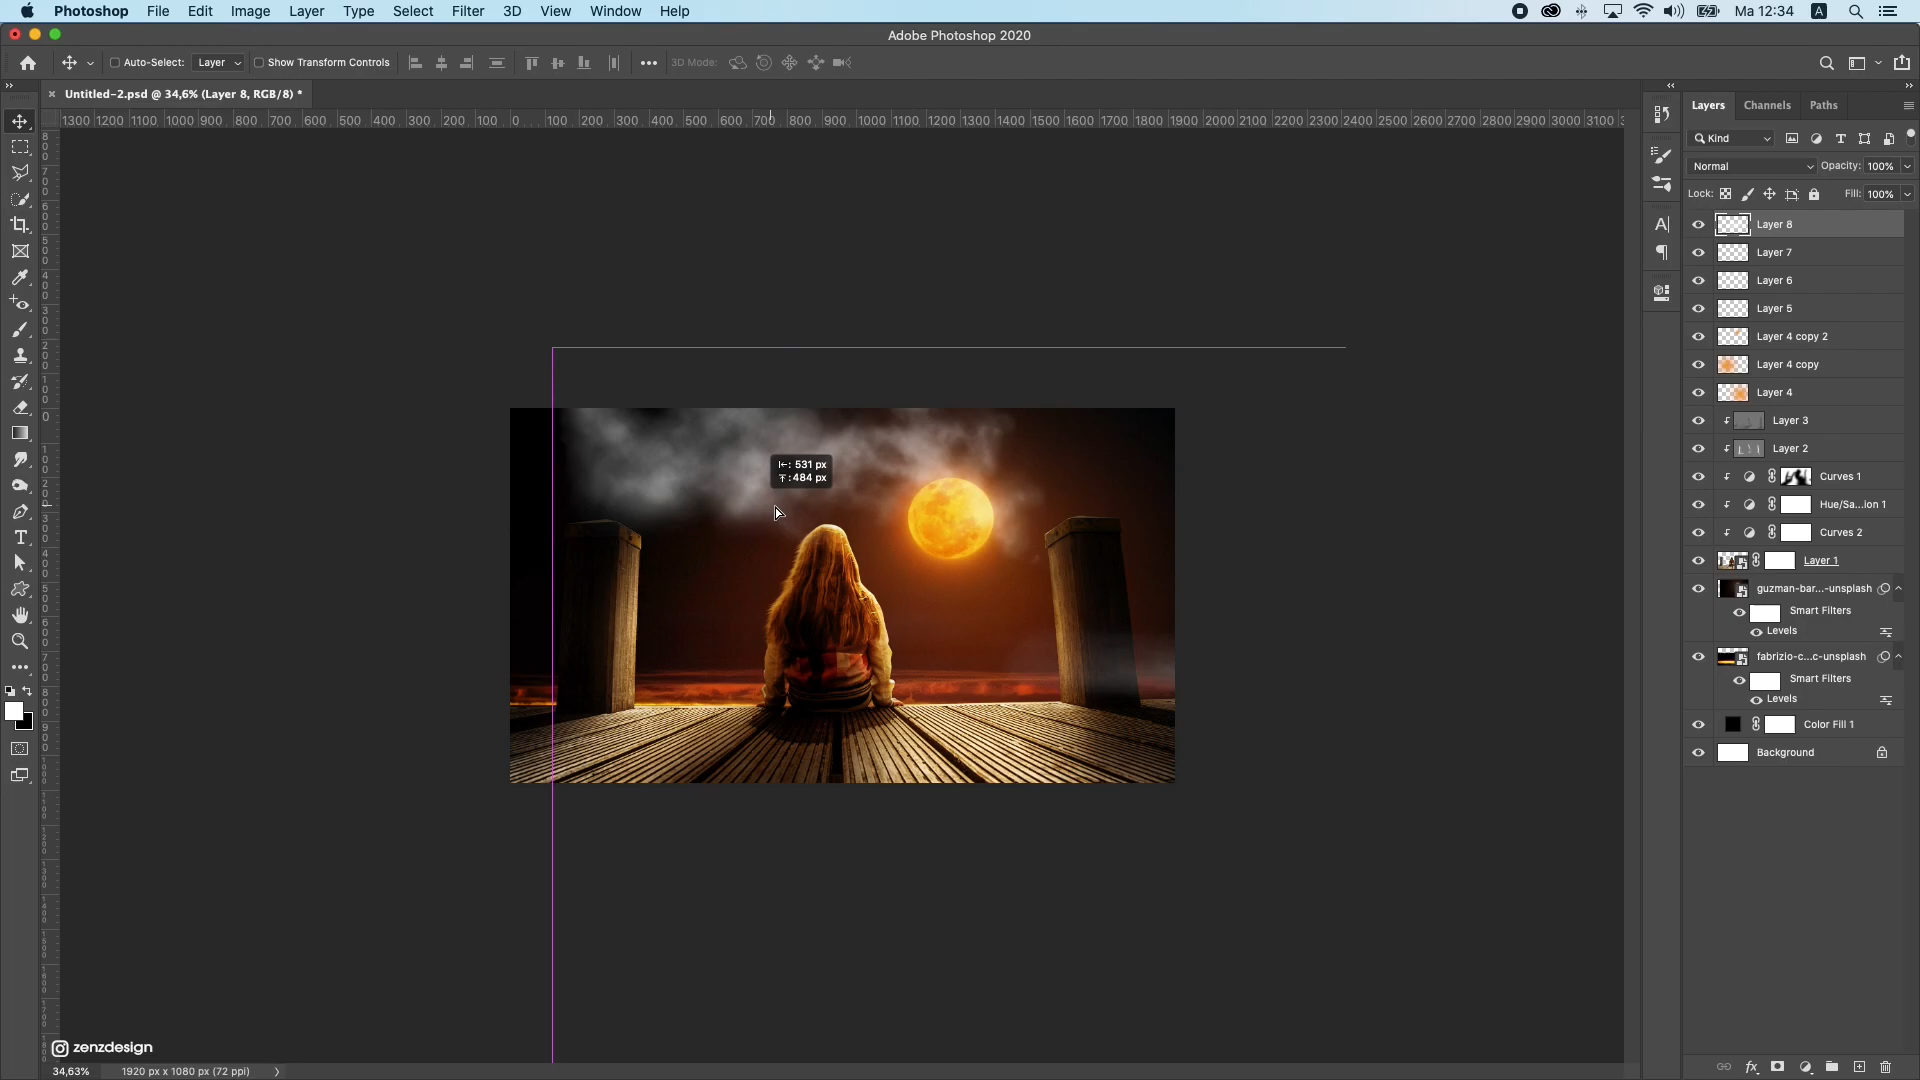 Photoshop File Edit Image Layer Type Select Filter 3D View Window Help Ma 12:34 A
Adobe Photoshop 2020
Auto-Select: Layer Show Transform Controls 3D Mode:
Untitled-2.psd @ 34,6% (Layer 8, RGB/8) *
1300 1200 1100 1000 900 800 700 600 500 400 300 200 100 0 100 200 300 400 500 600 700 800 900 1000 1100 1200 1300 1400 1500 1600 1700 1800 1900 2000 2100 2200 2300 2400 2500 2600 2700 2800 2900 3000 3100
Layers Channels Paths
Kind
Normal Opacity: 100%
Lock: Fill: 100%
Layer 8
Layer 7
Layer 6
Layer 5
Layer 4 copy 2
Layer 4 copy
Layer 4
Layer 3
Layer 2
Curves 1
Hue/Sa...ion 1
Curves 2
Layer 1
guzman-bar...-unsplash
Smart Filters
Levels
fabrizio-c...c-unsplash
Smart Filters
Levels
Color Fill 1
Background
: 531 px
: 484 px
zenzdesign
34,63% 1920 px x 1080 px (72 ppi)